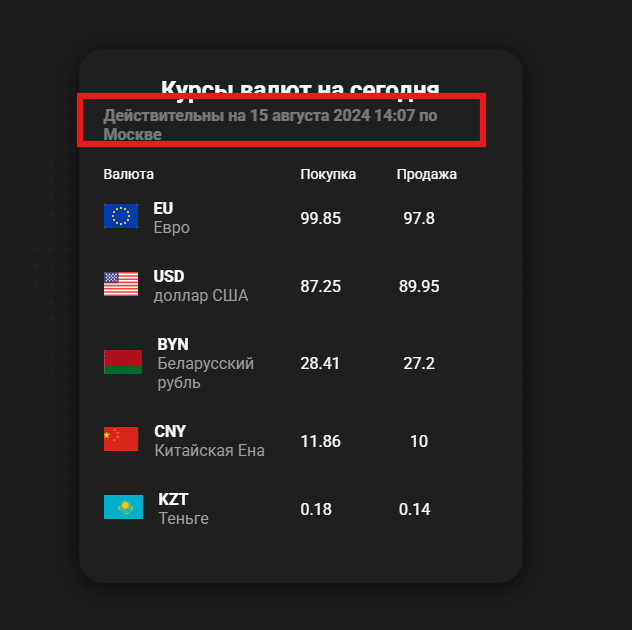 Курсы валют на сегодня
Действительны на 15 августа 2024 14:07 по
Москве
Валюта Покупка Продажа
EU
Евро
99.85 97.8
USD
доллар США
87.25 89.95
BYN
Беларусский
рубль
28.41 27.2
CNY
Китайская Ена
11.86 10
KZT
Теньге
0.18 0.14